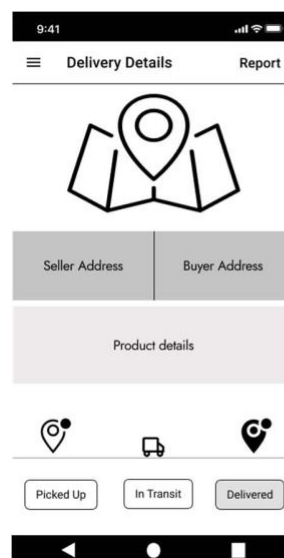 9:41
Delivery Details Report
Seller Address Buyer Address
Product details
Picked Up In Transit Delivered